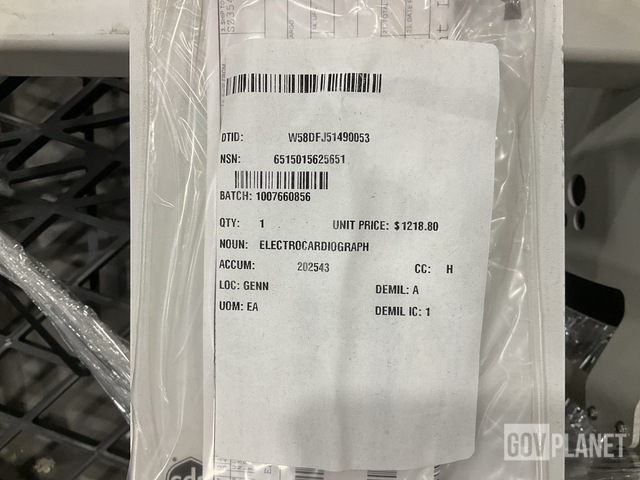 DTID: W58DFJ51490053
NSN: 6515015625651
BATCH: 1007660856
QTY: 1 UNIT PRICE: $1218.80
NOUN: ELECTROCARDIOGRAPH
ACCUM: 202543 CC: H
LOC: GENN DEMIL: A
UOM: EA DEMIL IC: 1
GOVPLANET